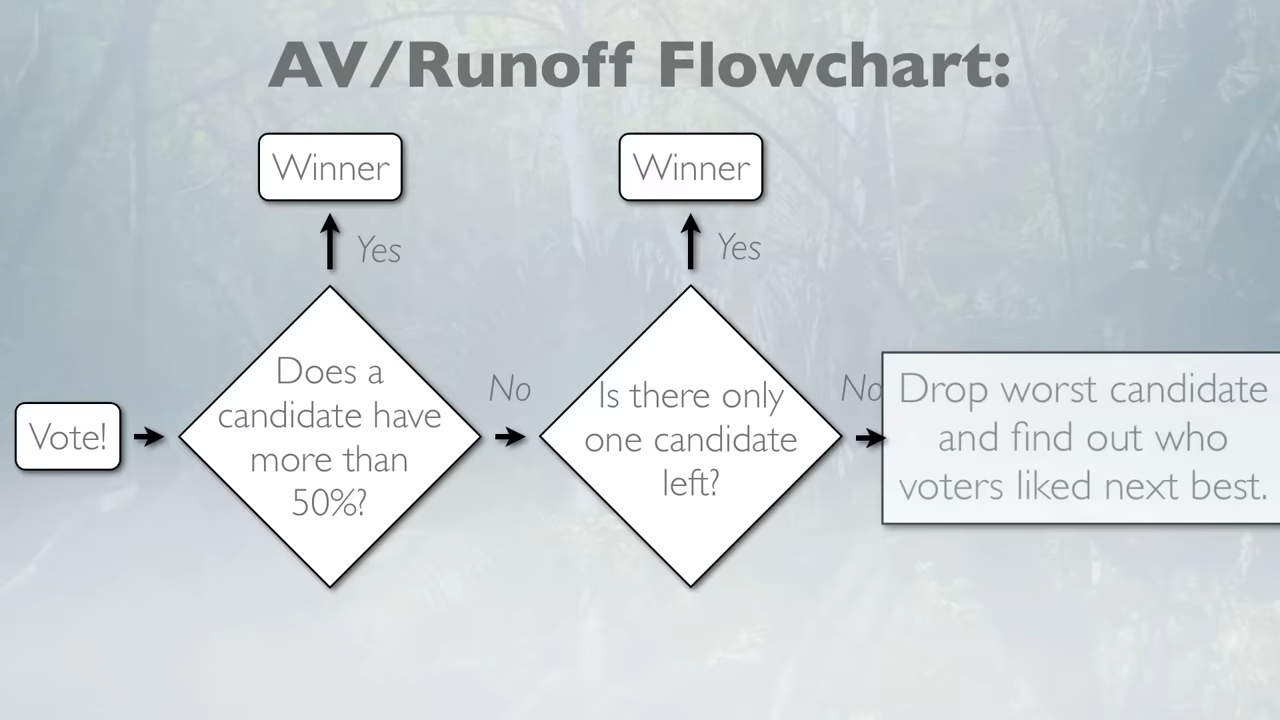 AV/Runoff Flowchart:
Winner
Winner
Yes
Yes
Vote!
Does a
candidate have
more than
50%?
No
Is there only
one candidate
left?
No
Drop worst candidate
and find out who
voters liked next best.